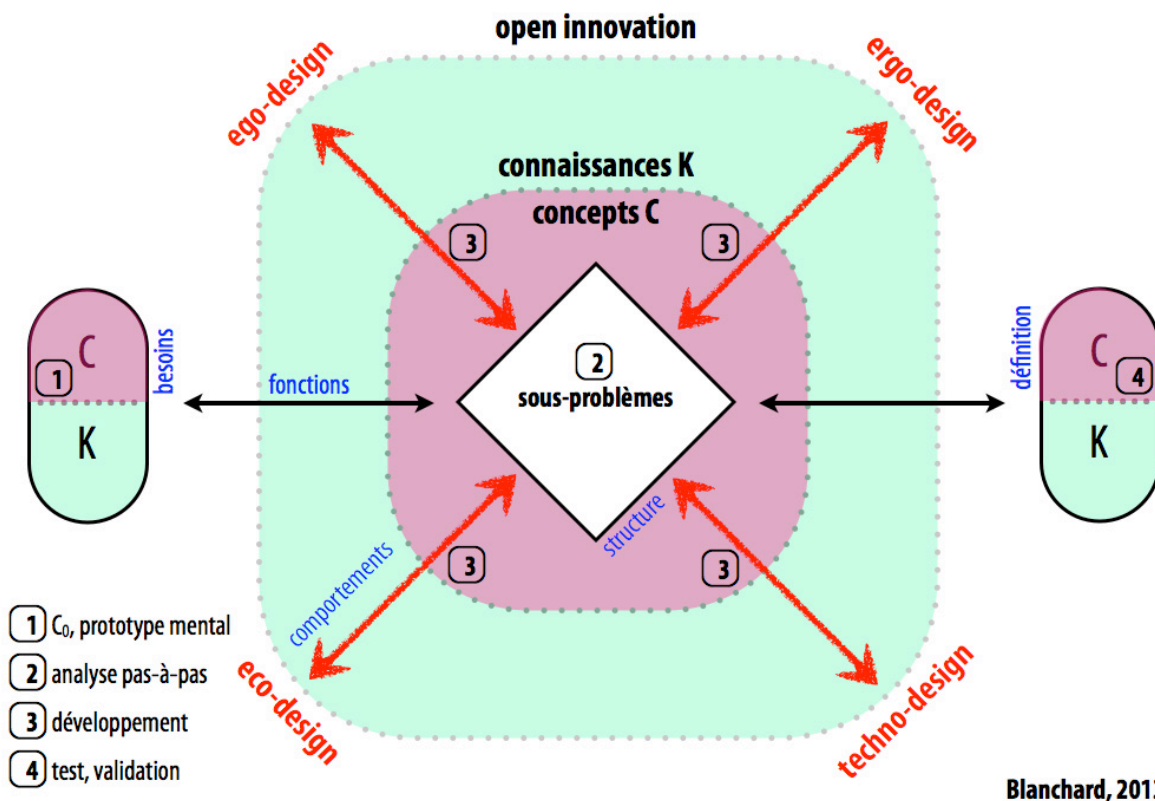 open innovation
ego-design
ergo-design
connaissances K
concepts C
3
3
C
1
K
besoins
fonctions
2
sous-problèmes
définition
C
4
K
structure
comportements
3
3
eco-design
techno-design
1 C₀, prototype mental
2 analyse pas-à-pas
3 développement
4 test, validation
Blanchard,